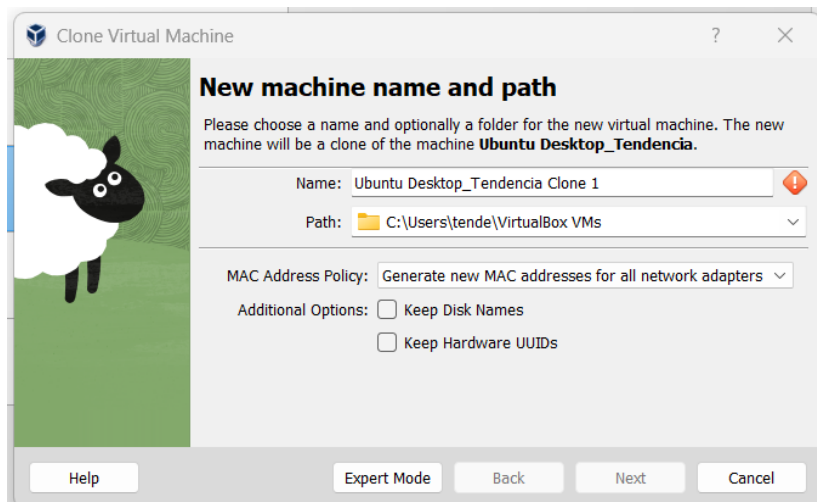 Clone Virtual Machine
New machine name and path
Please choose a name and optionally a folder for the new virtual machine. The new
machine will be a clone of the machine Ubuntu Desktop_Tendencia.
Name: Ubuntu Desktop_Tendencia Clone 1
Path: C:\Users\tende\VirtualBox VMs
MAC Address Policy: Generate new MAC addresses for all network adapters
Additional Options: Keep Disk Names
Keep Hardware UUIDs
Help Expert Mode Back Next Cancel